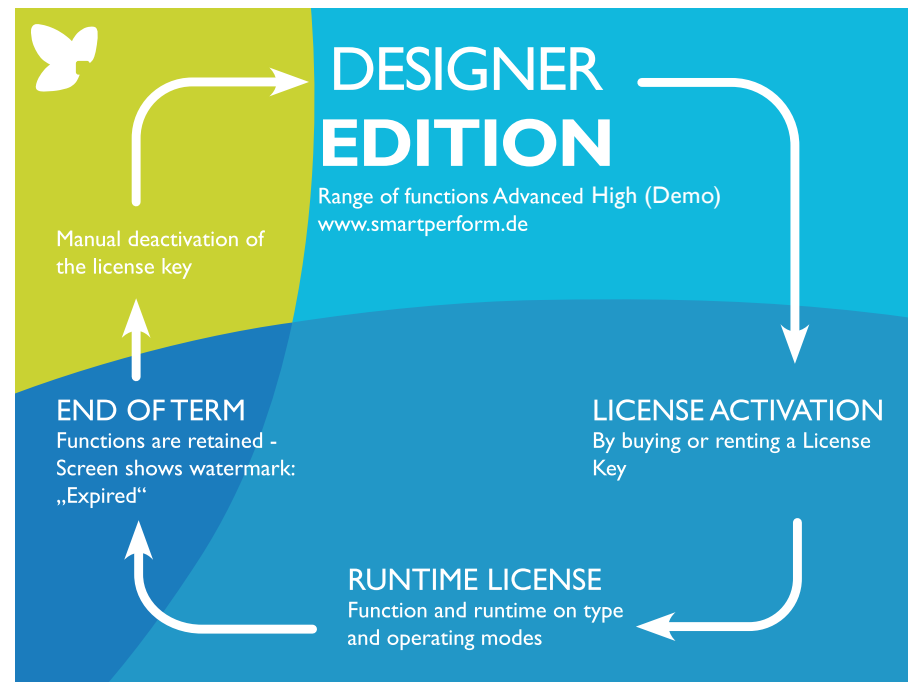 DESIGNER
EDITION
Range of functions Advanced High (Demo)
www.smartperform.de
Manual deactivation of
the license key
END OF TERM
Functions are retained -
Screen shows watermark:
„Expired“
LICENSE ACTIVATION
By buying or renting a License
Key
RUNTIME LICENSE
Function and runtime on type
and operating modes